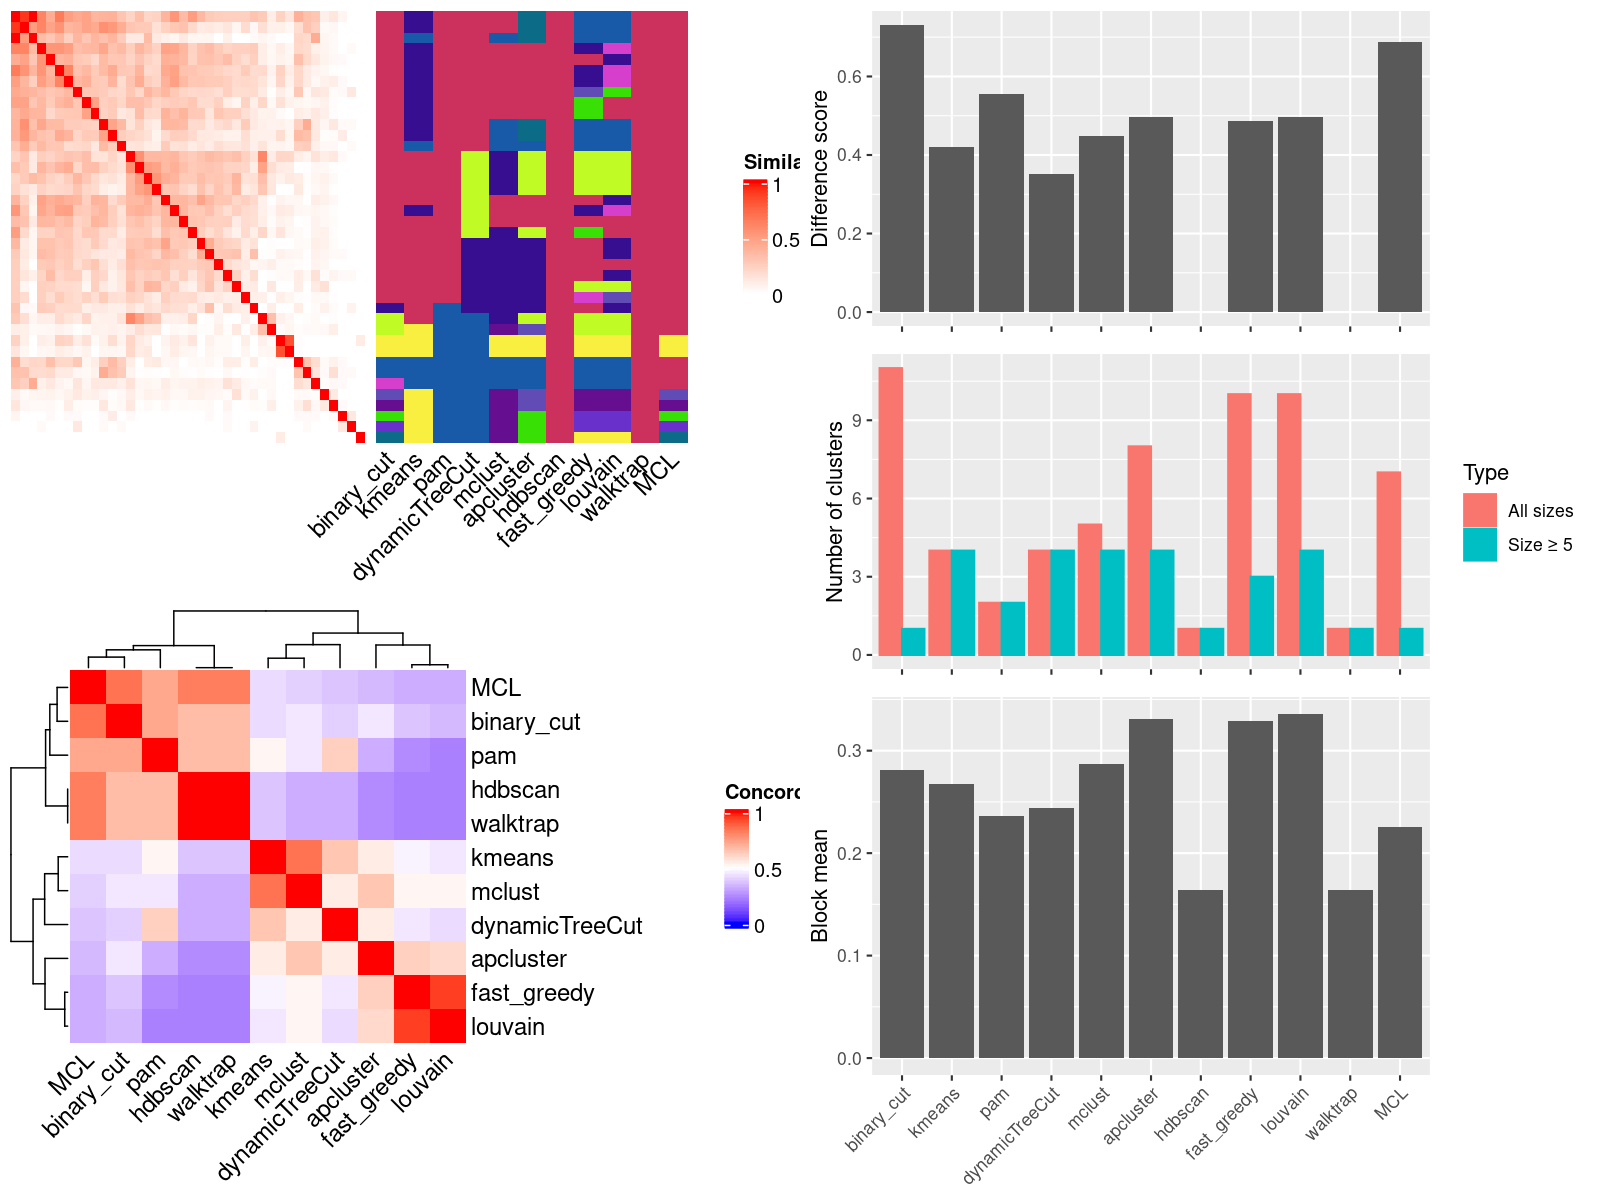 Simila
1
0.5
0
binary_cut
kmeans
pam
dynamicTreeCut
mclust
apcluster
hdbscan
fast_greedy
louvain
walktrap
MCL
MCL
binary_cut
pam
hdbscan
walktrap
kmeans
mclust
dynamicTreeCut
apcluster
fast_greedy
louvain
Concord
1
0.5
0
MCL
binary_cut
pam
hdbscan
walktrap
kmeans
mclust
dynamicTreeCut
apcluster
fast_greedy
louvain
Difference score
0.6
0.4
0.2
0.0
Number of clusters
9
6
3
0
Type
All sizes
Size ≥ 5
Block mean
0.3
0.2
0.1
0.0
binary_cut
kmeans
pam
dynamicTreeCut
mclust
apcluster
hdbscan
fast_greedy
louvain
walktrap
MCL